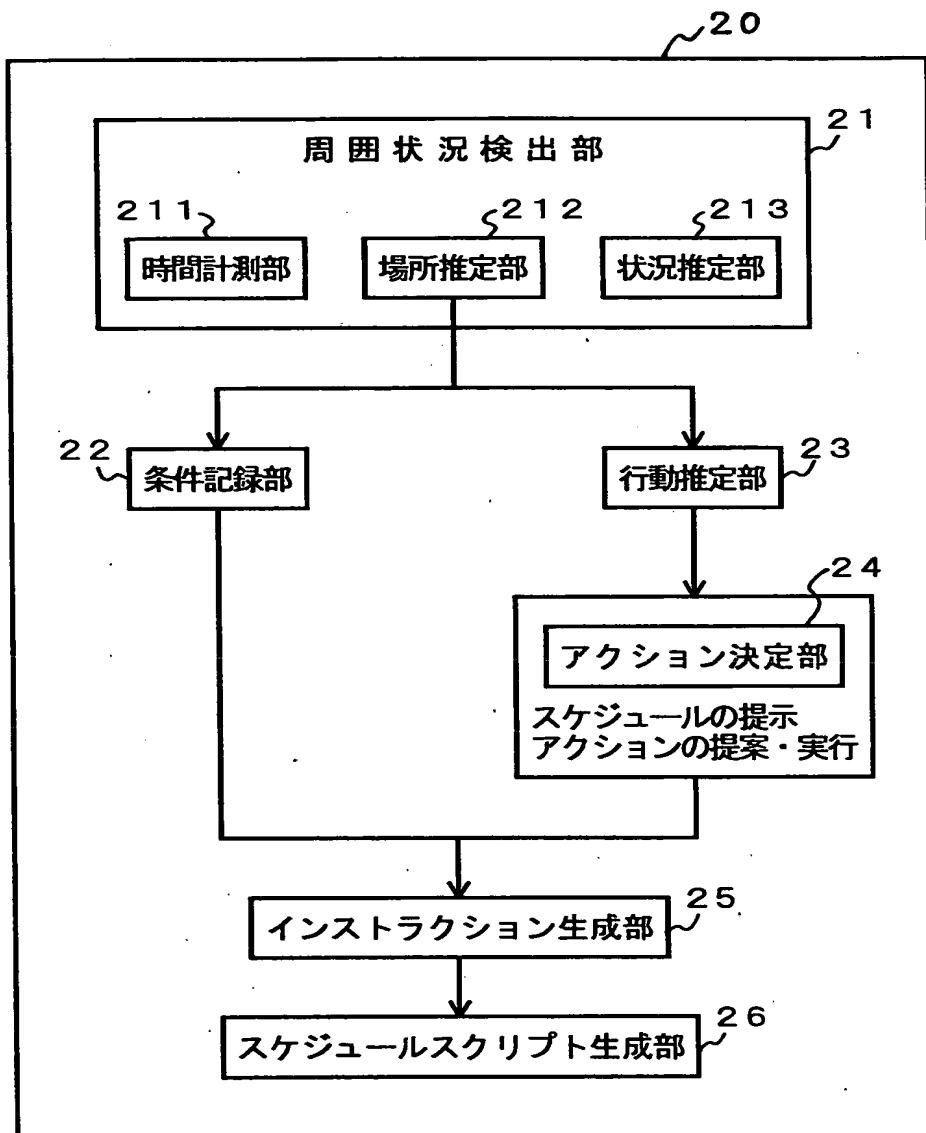 20
21
周囲状況検出部
211
212
213
時間計測部
場所推定部
状況推定部
22
条件記録部
23
行動推定部
24
アクション決定部
スケジュールの提示
アクションの提案・実行
25
インストラクション生成部
26
スケジュールスクリプト生成部